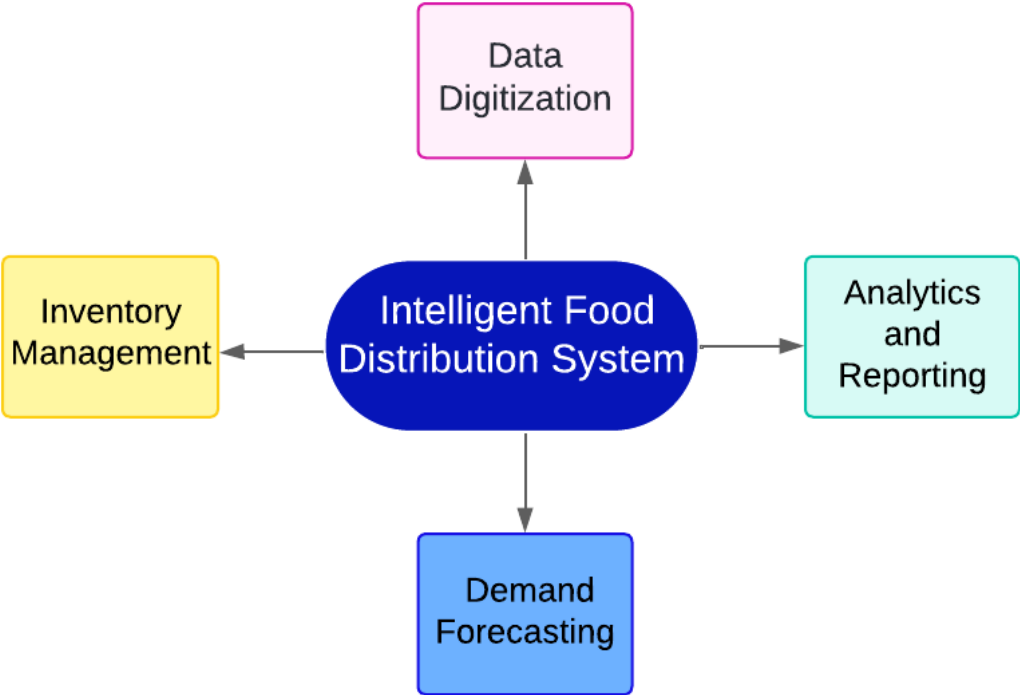 Data
Digitization
Inventory
Management
Intelligent Food
Distribution System
Analytics
and
Reporting
Demand
Forecasting